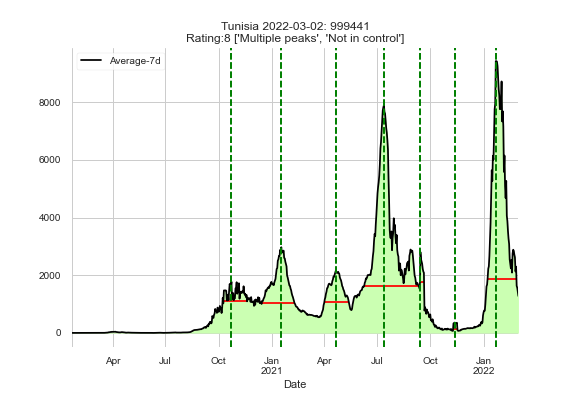 Tunisia 2022-03-02: 999441
Rating:8 ['Multiple peaks', 'Not in control']
Average-7d
8000
6000
4000
2000
0
Apr Jul Oct Jan Apr Jul Oct Jan
2021 2022
Date